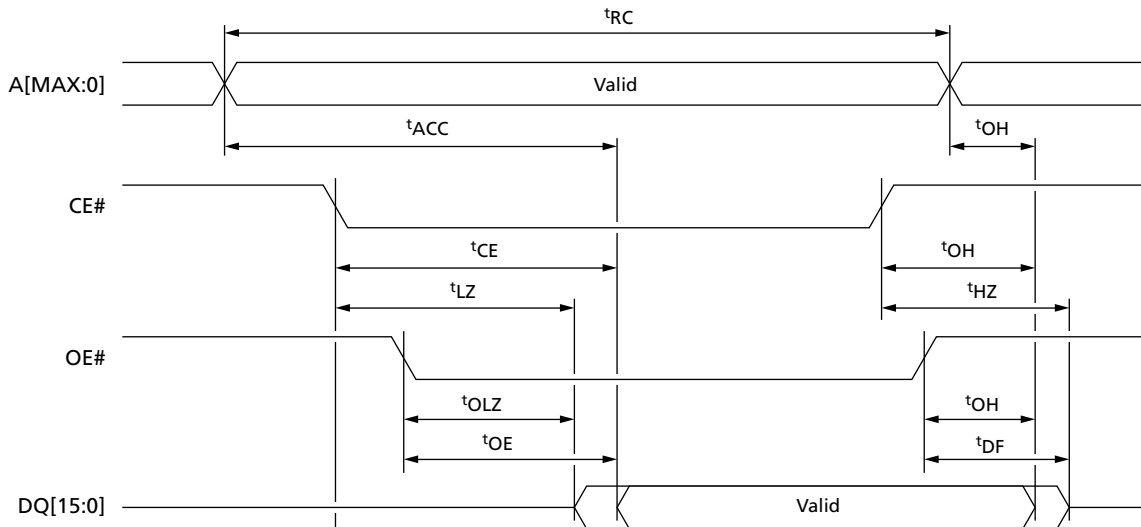 tRC
A[MAX:0] Valid
tACC tOH
CE#
tCE tOH
tLZ tHZ
OE#
tOLZ tOH
tOE tDF
DQ[15:0] Valid